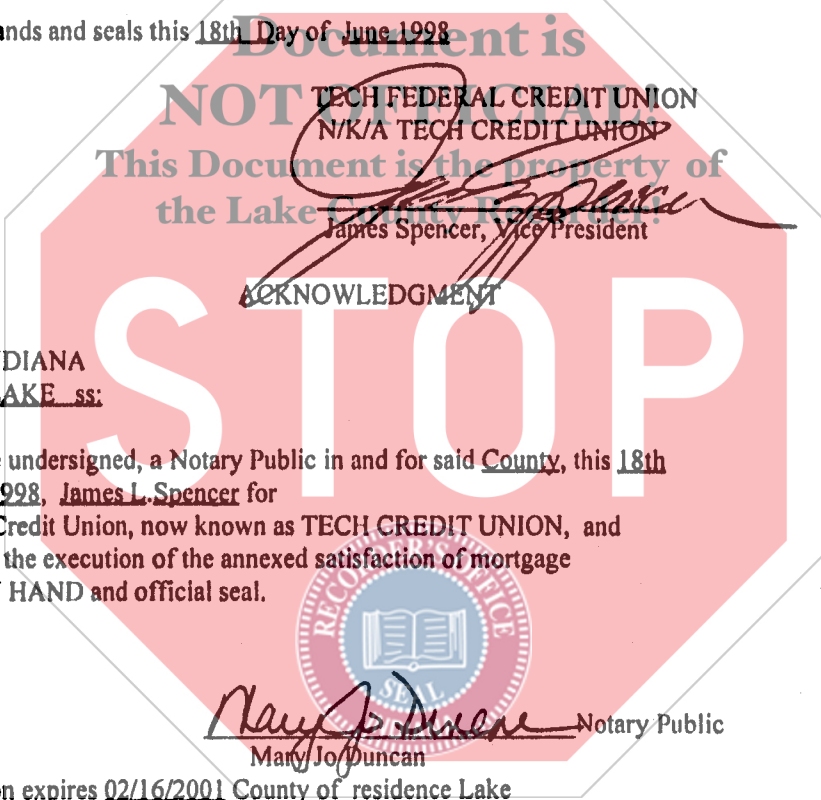 ands and seals this 18th Day of June 1998
Document is
NOT OFFICIAL!
TECH FEDERAL CREDIT UNION
N/K/A TECH CREDIT UNION
This Document is the property of
the Lake County Recorder!
James Spencer, Vice President
ACKNOWLEDGMENT
STOP
DIANA
AKE ss:
undersigned, a Notary Public in and for said County, this 18th
998, James L.Spencer for
Credit Union, now known as TECH CREDIT UNION, and
the execution of the annexed satisfaction of mortgage
HAND and official seal.
RECORDER'S OFFICE
SEAL
Mary Jo Duncan Notary Public
Mary Jo Duncan
n expires 02/16/2001 County of residence Lake